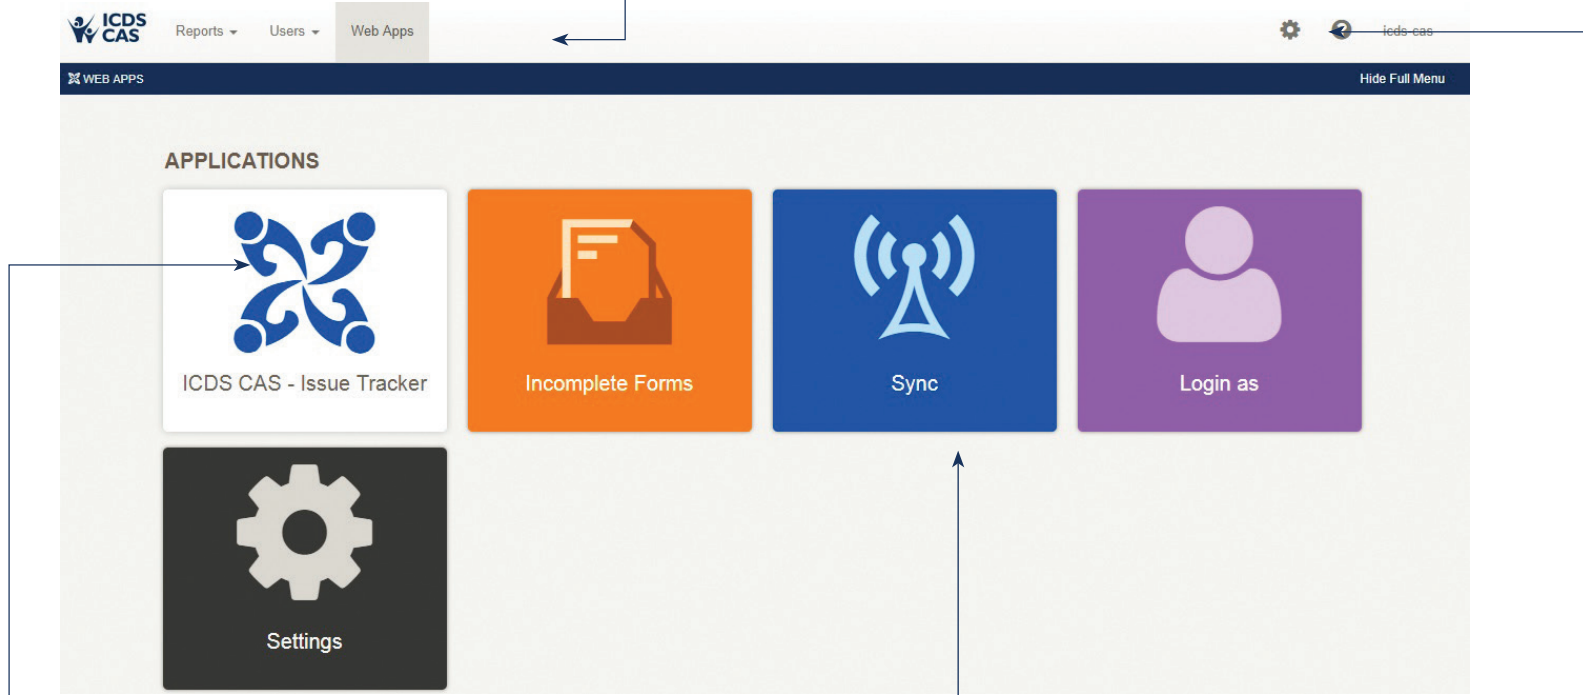 ICDS
CAS
Reports Users Web Apps icds-cas
WEB APPS Hide Full Menu
APPLICATIONS
ICDS CAS - Issue Tracker Incomplete Forms Sync Login as
Settings